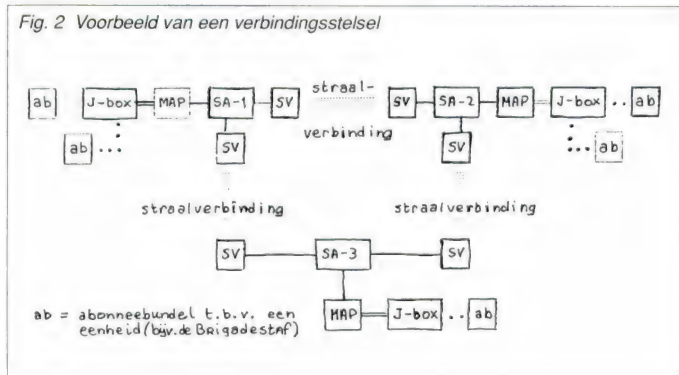 Fig. 2 Voorbeeld van een verbindingsstelsel
ab J-box MAP SA-1 SV straal- SV SA-2 MAP J-box .. ab
verbinding
ab ... SV SV ... ab
straalverbinding straalverbinding
SV SA-3 SV
MAP J-box .. ab
ab = abonneebundel t.b.v. een
eenheid (bijv. de Brigadestaf)